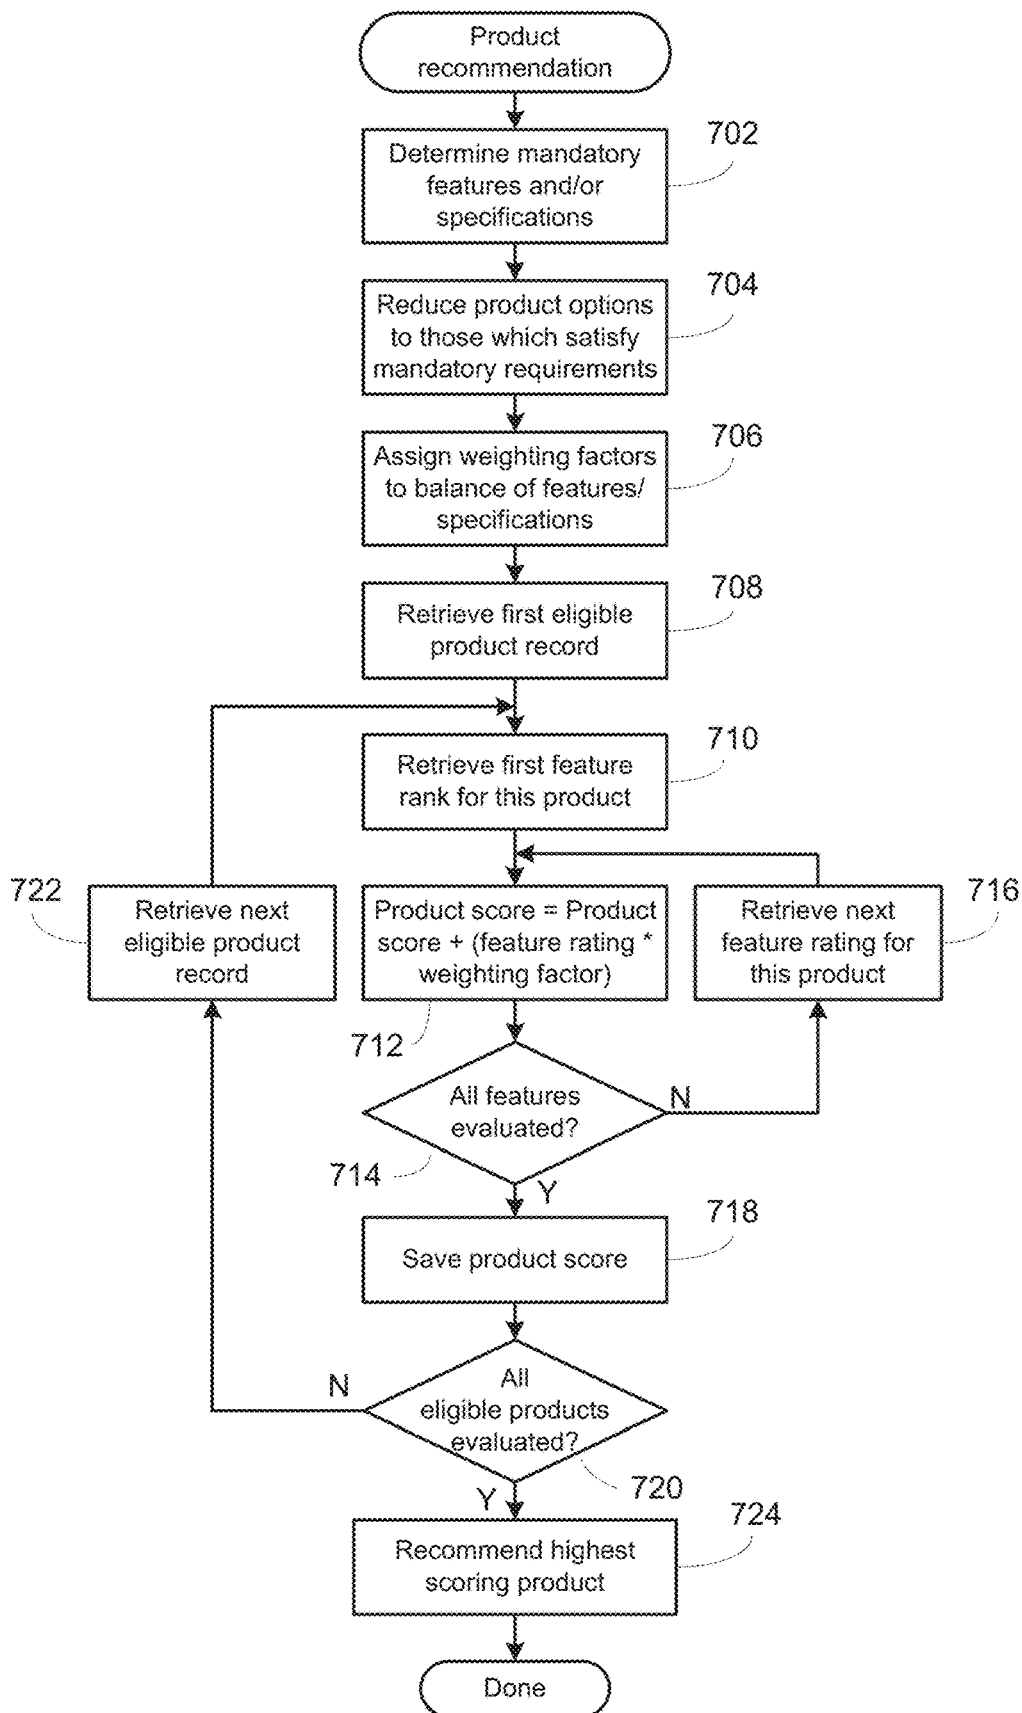 Product
recommendation
702
Determine mandatory
features and/or
specifications
704
Reduce product options
to those which satisfy
mandatory requirements
706
Assign weighting factors
to balance of features/
specifications
708
Retrieve first eligible
product record
710
Retrieve first feature
rank for this product
722
Retrieve next
eligible product
record
Product score = Product
score + (feature rating *
weighting factor)
712
716
Retrieve next
feature rating for
this product
All features
evaluated?
N
714
Y
718
Save product score
N
All
eligible products
evaluated?
720
Y
724
Recommend highest
scoring product
Done